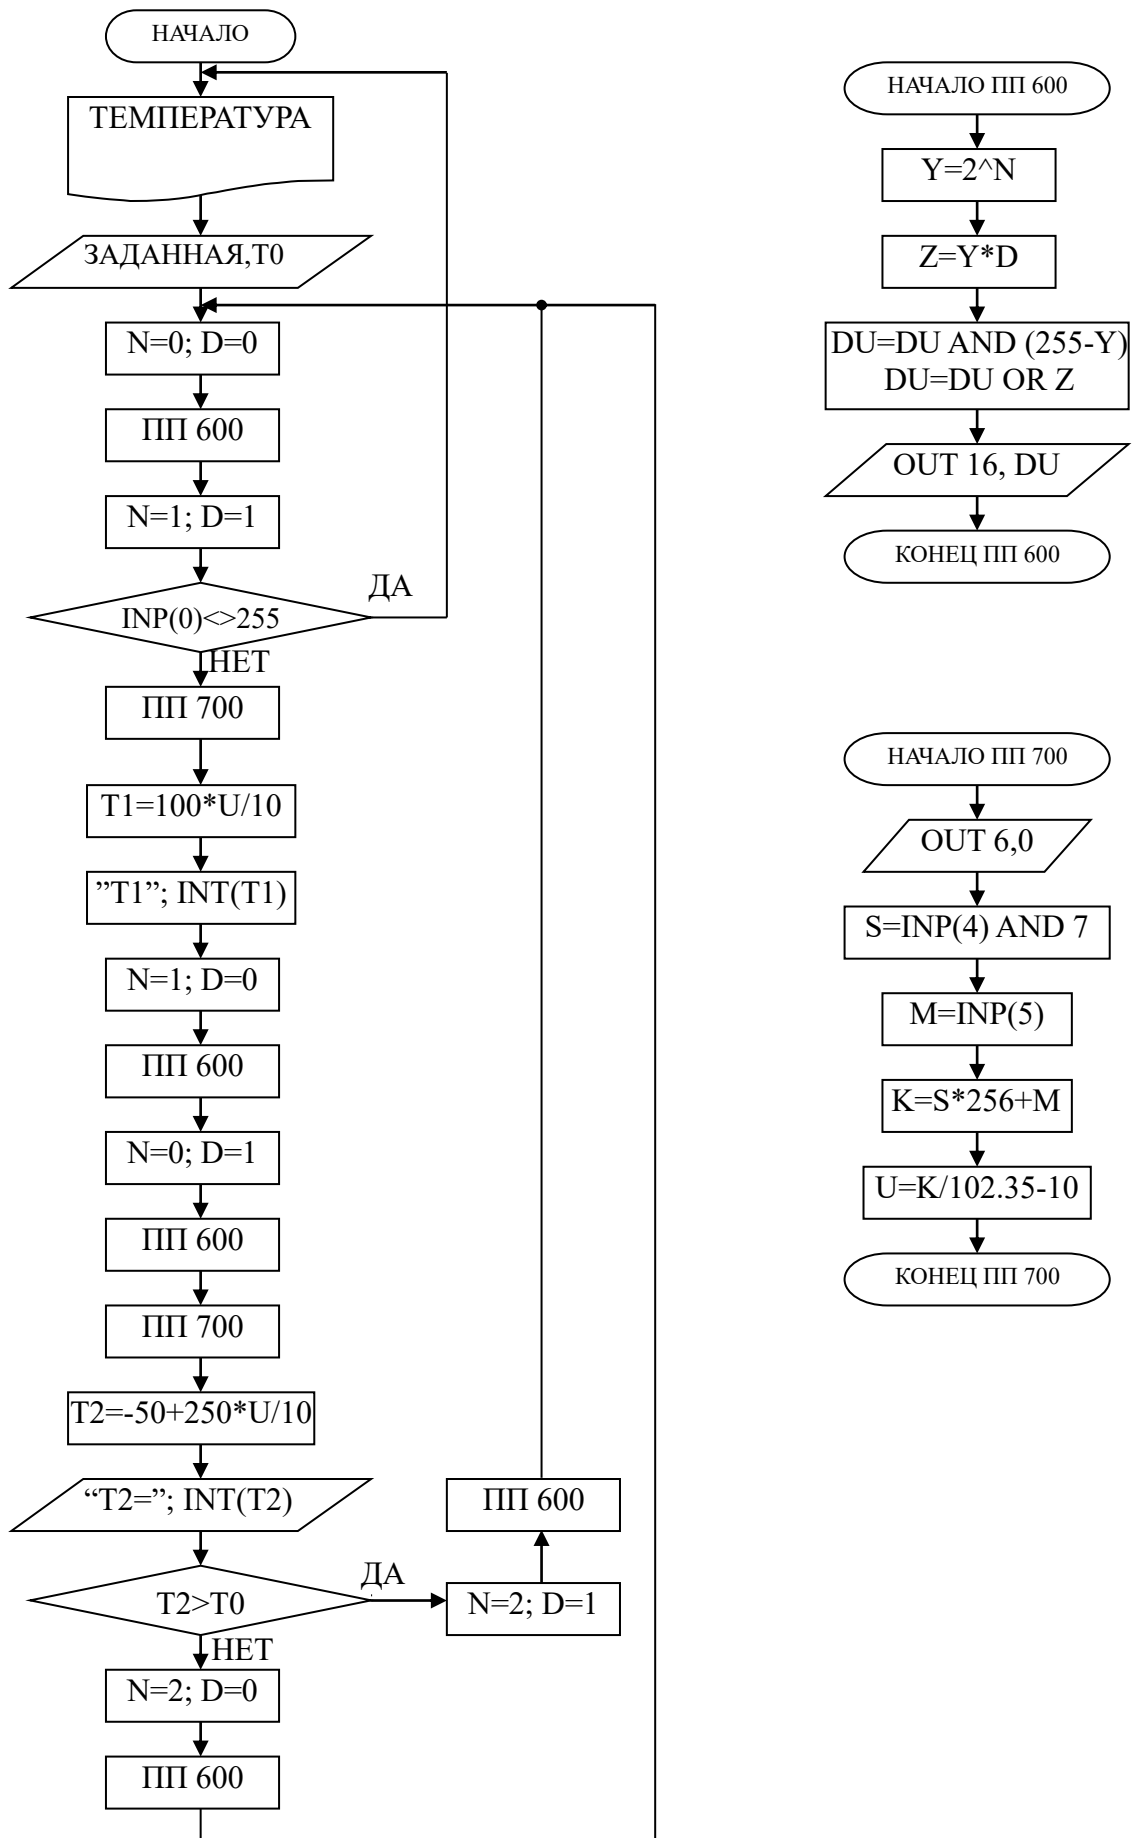 НАЧАЛО
ТЕМПЕРАТУРА
ЗАДАННАЯ,T0
N=0; D=0
ПП 600
N=1; D=1
ДА
INP(0)<>255
НЕТ
ПП 700
T1=100*U/10
”T1”; INT(T1)
N=1; D=0
ПП 600
N=0; D=1
ПП 600
ПП 700
T2=-50+250*U/10
“T2=”; INT(T2)
ПП 600
ДА
T2>T0
N=2; D=1
НЕТ
N=2; D=0
ПП 600
НАЧАЛО ПП 600
Y=2^N
Z=Y*D
DU=DU AND (255-Y)
DU=DU OR Z
OUT 16, DU
КОНЕЦ ПП 600
НАЧАЛО ПП 700
OUT 6,0
S=INP(4) AND 7
M=INP(5)
K=S*256+M
U=K/102.35-10
КОНЕЦ ПП 700